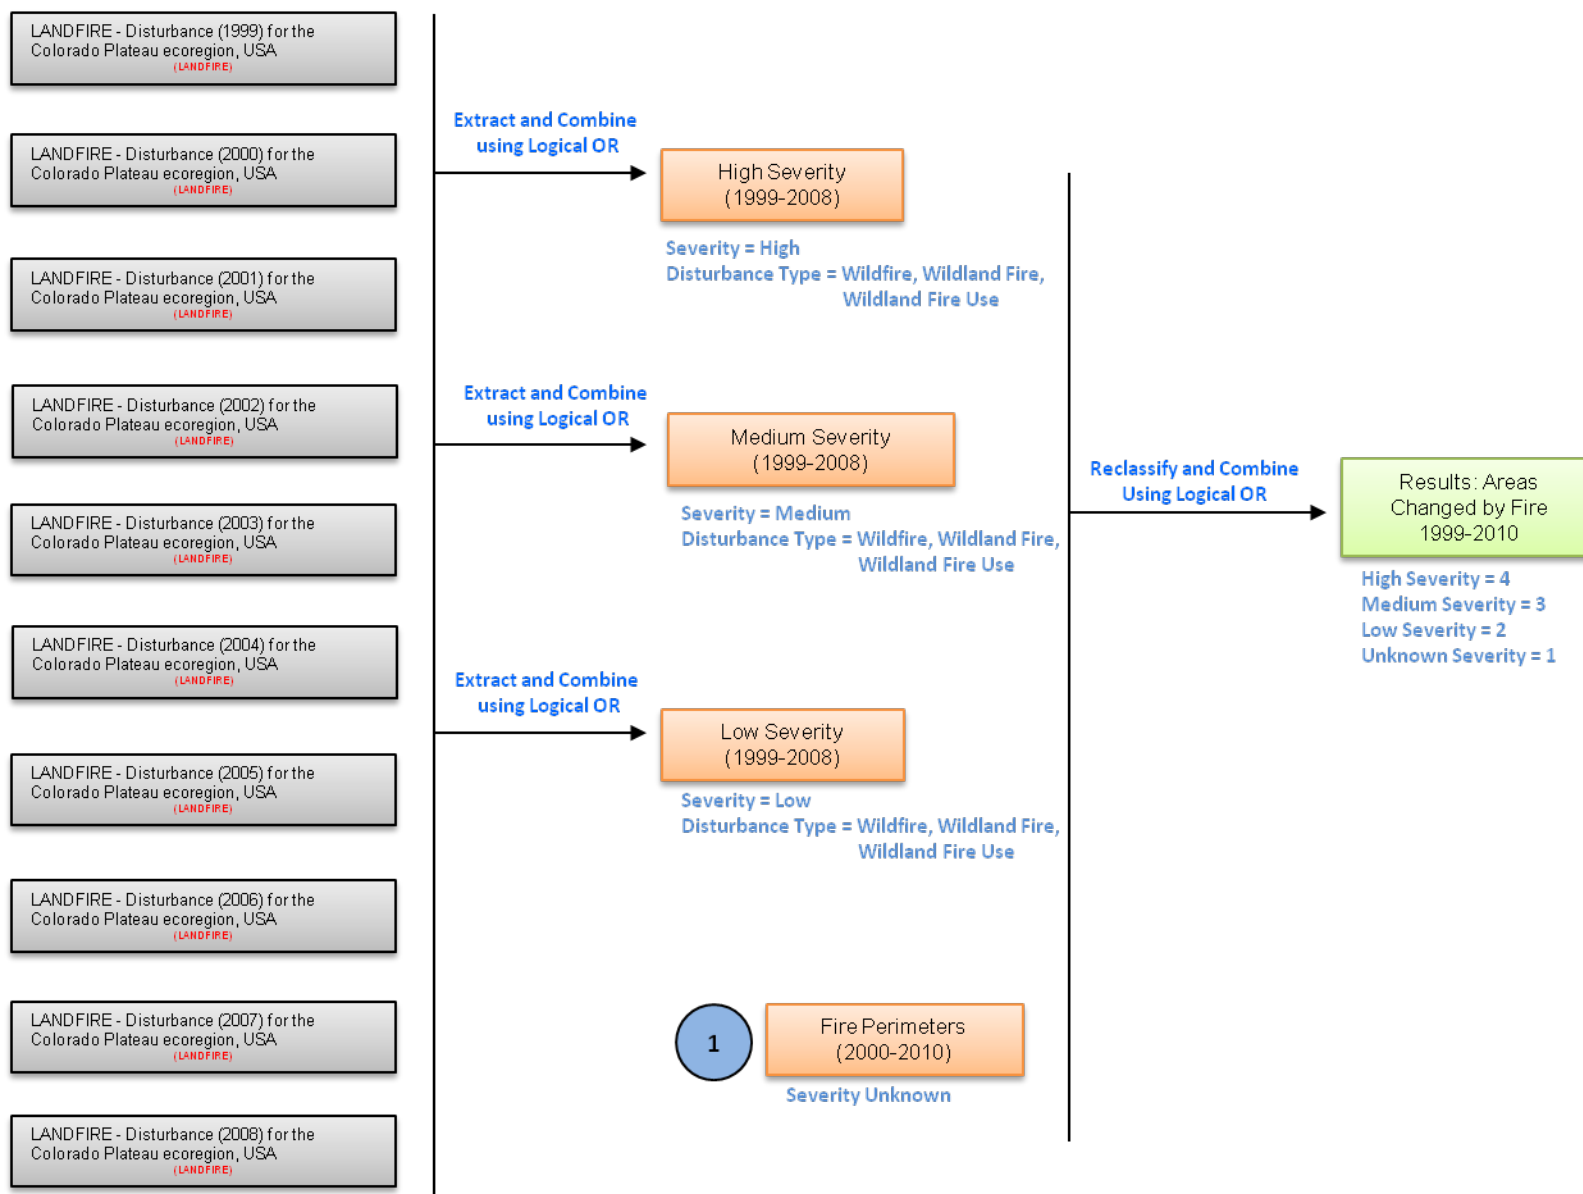 LANDFIRE - Disturbance (1999) for the
Colorado Plateau ecoregion, USA
(LANDFIRE)
LANDFIRE - Disturbance (2000) for the
Colorado Plateau ecoregion, USA
(LANDFIRE)
LANDFIRE - Disturbance (2001) for the
Colorado Plateau ecoregion, USA
(LANDFIRE)
LANDFIRE - Disturbance (2002) for the
Colorado Plateau ecoregion, USA
(LANDFIRE)
LANDFIRE - Disturbance (2003) for the
Colorado Plateau ecoregion, USA
(LANDFIRE)
LANDFIRE - Disturbance (2004) for the
Colorado Plateau ecoregion, USA
(LANDFIRE)
LANDFIRE - Disturbance (2005) for the
Colorado Plateau ecoregion, USA
(LANDFIRE)
LANDFIRE - Disturbance (2006) for the
Colorado Plateau ecoregion, USA
(LANDFIRE)
LANDFIRE - Disturbance (2007) for the
Colorado Plateau ecoregion, USA
(LANDFIRE)
LANDFIRE - Disturbance (2008) for the
Colorado Plateau ecoregion, USA
(LANDFIRE)
Extract and Combine
using Logical OR
High Severity
(1999-2008)
Severity = High
Disturbance Type = Wildfire, Wildland Fire,
Wildland Fire Use
Extract and Combine
using Logical OR
Medium Severity
(1999-2008)
Severity = Medium
Disturbance Type = Wildfire, Wildland Fire,
Wildland Fire Use
Extract and Combine
using Logical OR
Low Severity
(1999-2008)
Severity = Low
Disturbance Type = Wildfire, Wildland Fire,
Wildland Fire Use
1
Fire Perimeters
(2000-2010)
Severity Unknown
Reclassify and Combine
Using Logical OR
Results: Areas
Changed by Fire
1999-2010
High Severity = 4
Medium Severity = 3
Low Severity = 2
Unknown Severity = 1